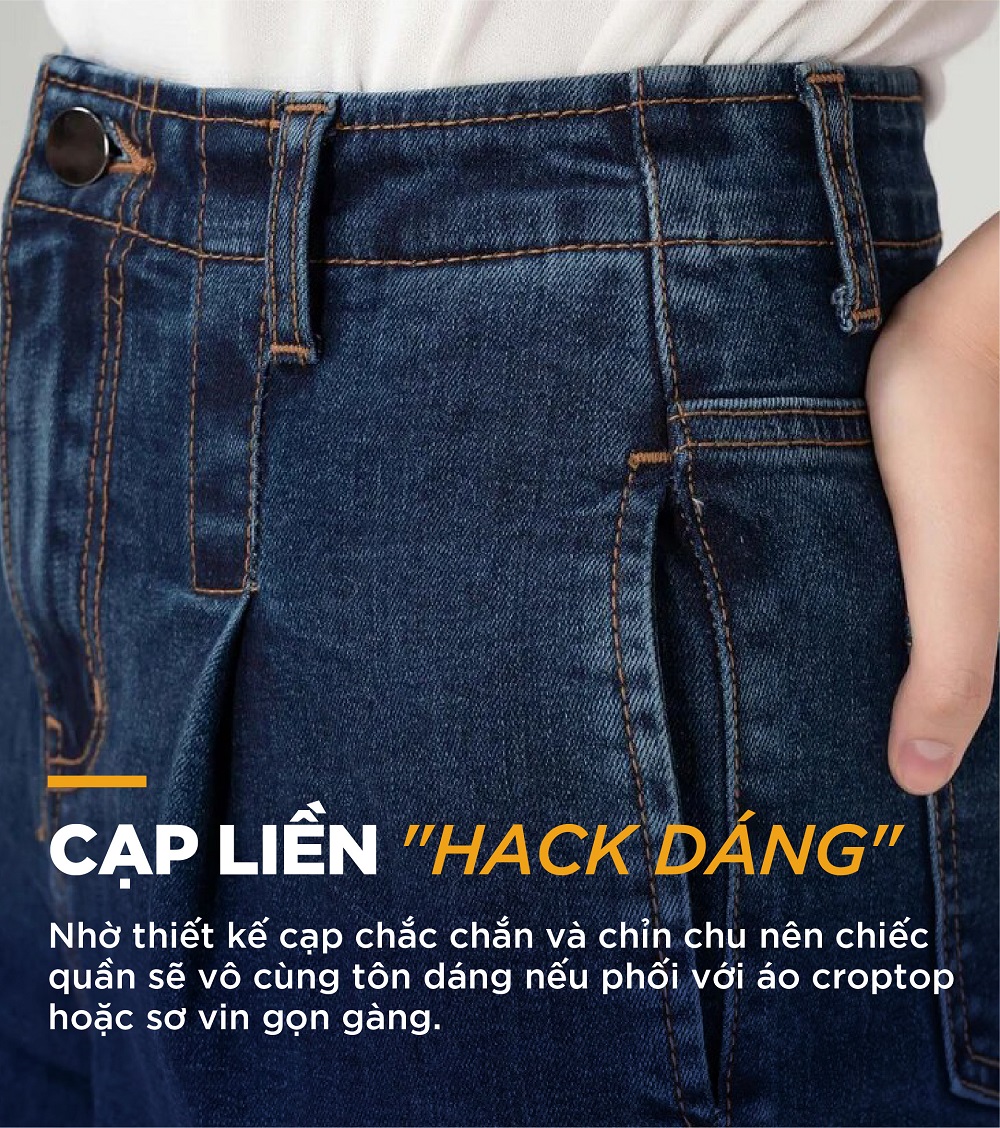 CẠP LIỀN "HACK DÁNG"
Nhờ thiết kế cạp chắc chắn và chỉn chu nên chiếc
quần sẽ vô cùng tôn dáng nếu phối với áo croptop
hoặc sơ vin gọn gàng.